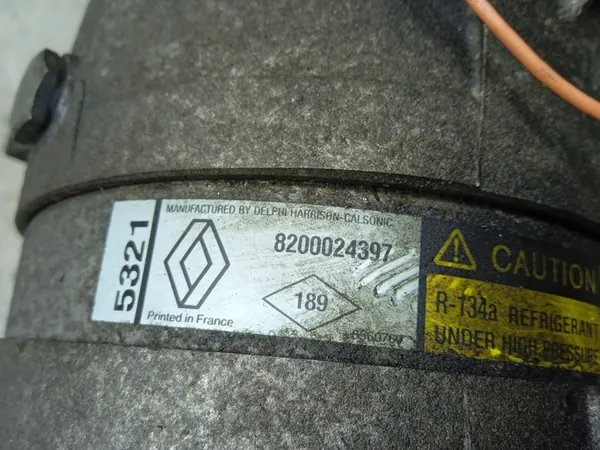 5321
MANUFACTURED BY DELPHI HARRISON-CALSONIC
8200024397
189
Printed in France
CAUTION
R-134a REFRIGERANT
UNDER HIGH PRESSURE